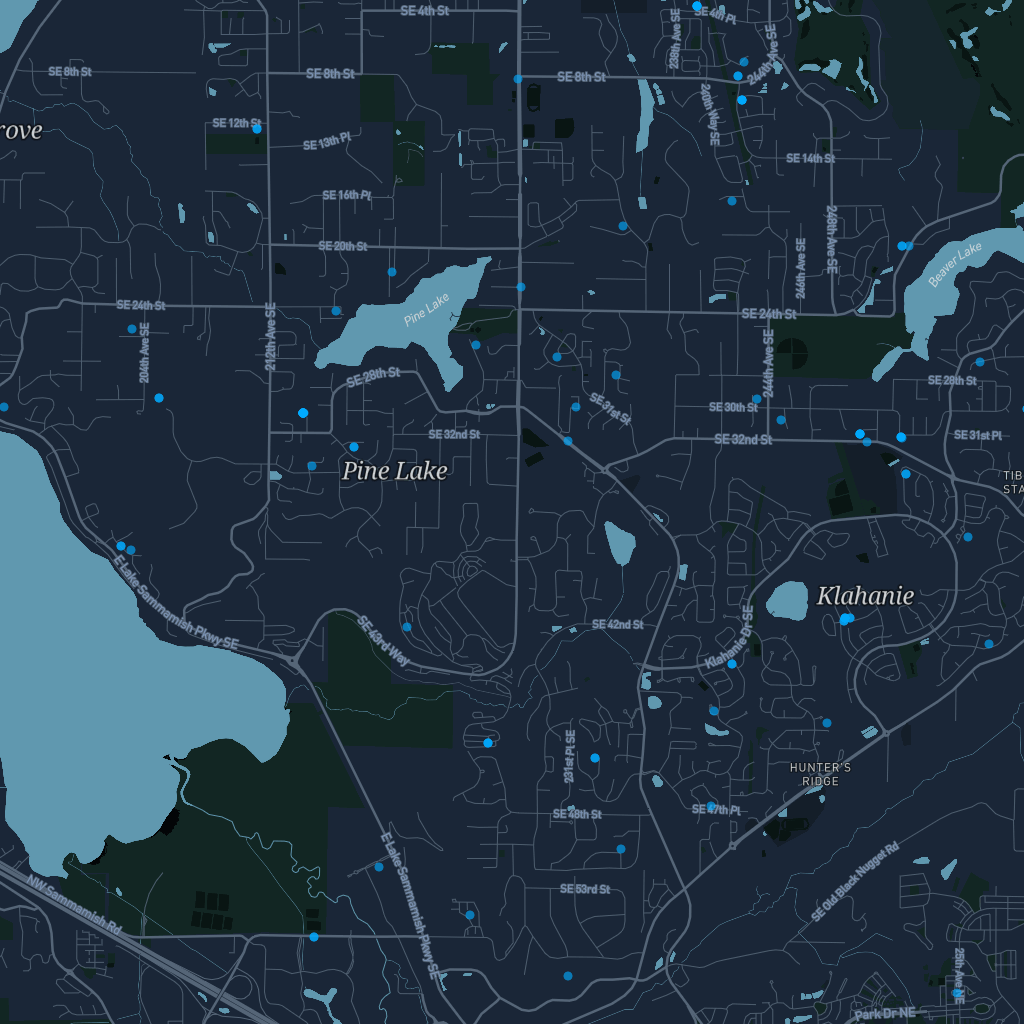 SE 4th St
SE 4th Pl
238th Ave SE
244th Ave SE
SE 8th St
SE 8th St
SE 8th St
240th Way SE
rove
SE 12th St
SE 13th Pl
SE 14th St
SE 16th Pl
248th Ave SE
SE 20th St
246th Ave SE
Beaver Lake
Pine Lake
SE 24th St
SE 24th St
204th Ave SE
212th Ave SE
244th Ave SE
SE 28th St
SE 28th St
SE 31st St
SE 30th St
SE 32nd St
SE 32nd St
SE 31st Pl
Pine Lake
TIB
STA
E Lake Sammamish Pkwy SE
Klahanie
SE 43rd Way
SE 42nd St
Klahanie Dr SE
231st Pl SE
HUNTER'S
RIDGE
SE 48th St
SE 47th Pl
E Lake Sammamish Pkwy SE
SE Old Black Nugget Rd
NW Sammamish Rd
SE 53rd St
25th Ave NE
Park Dr NE